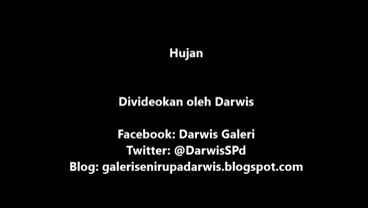 Hujan
Divideokan oleh Darwis
Facebook: Darwis Galeri
Twitter: @DarwisSPd
Blog: galerisenirupadarwis.blogspot.com